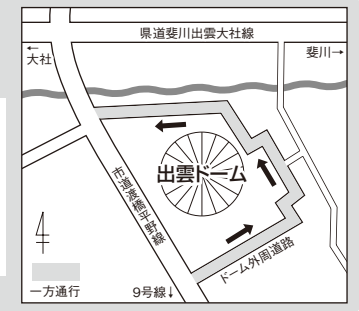 県道斐川出雲大社線
←
大社
斐川→
出雲ドーム
市道渡橋平野線
ドーム外周道路
一方通行
9号線↓